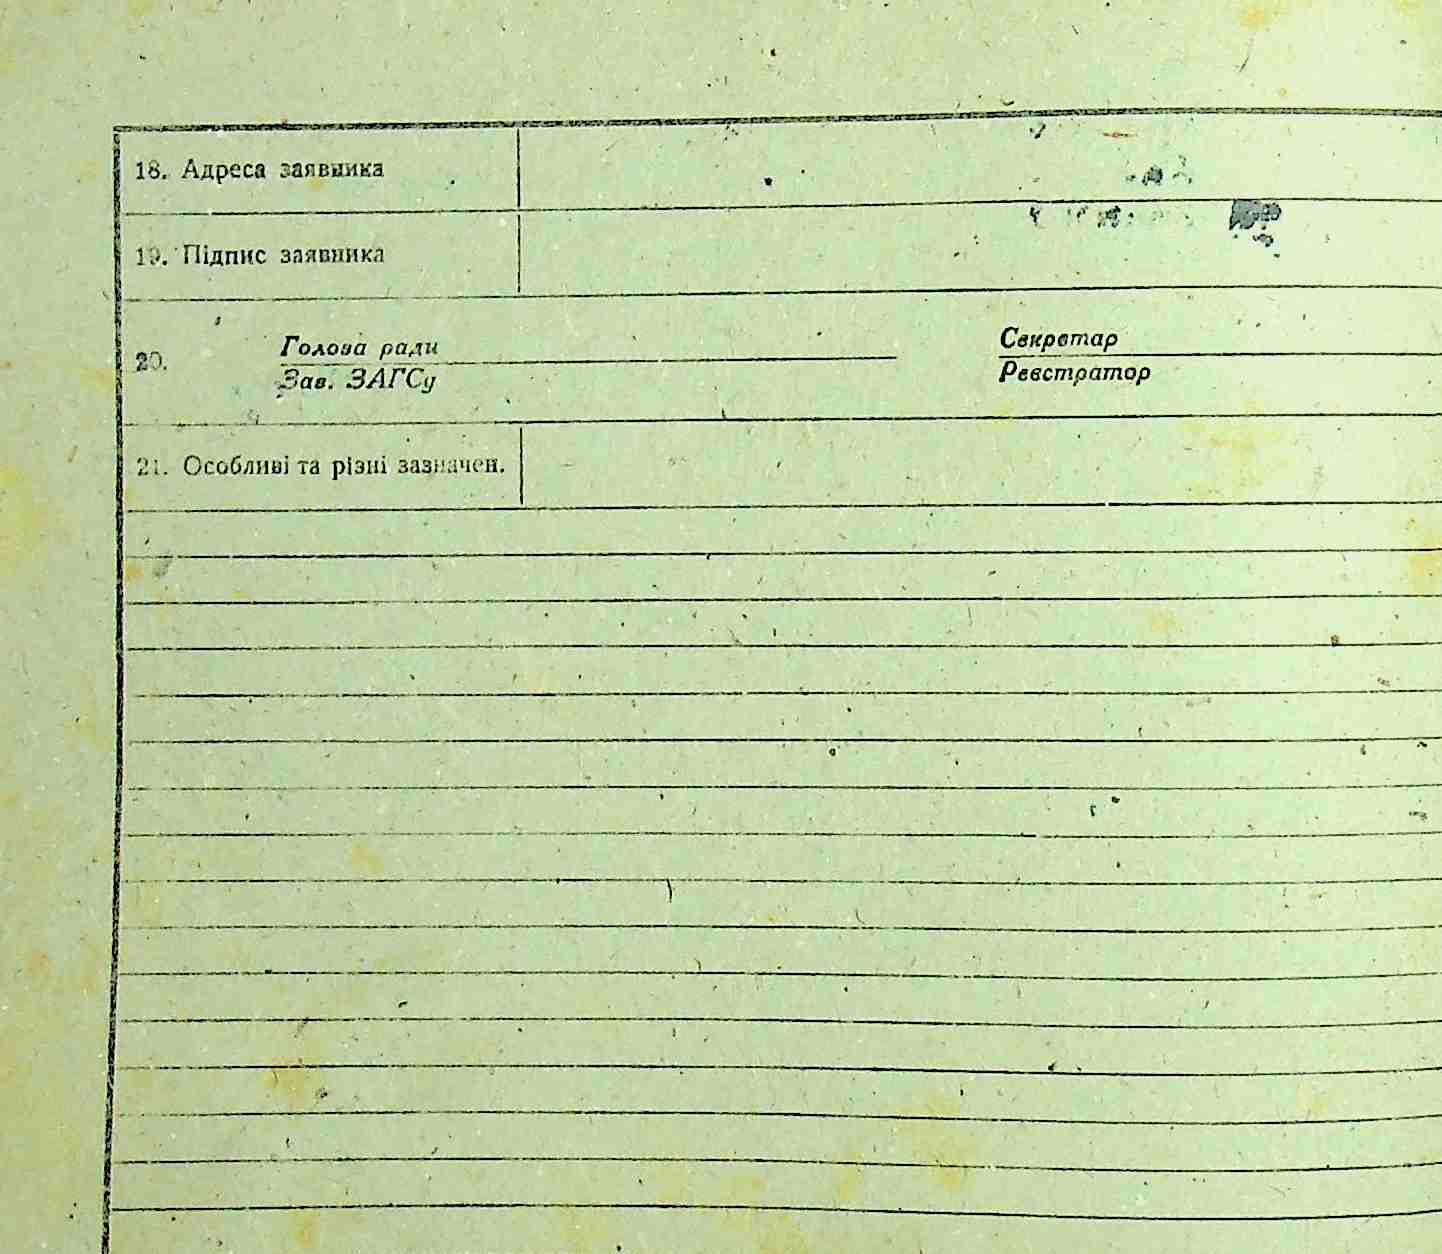 18. Адреса заявника
19. Підпис заявника
20.
Голова ради
Зав. ЗАГСу
Секретар
Реєстратор
21. Особливі та різні зазначен.